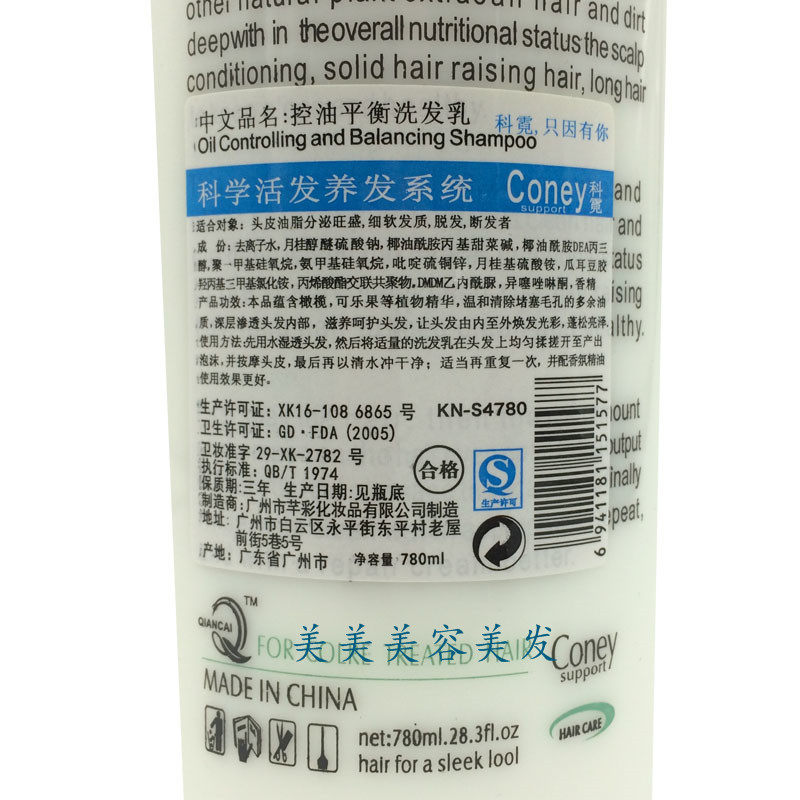 other natural plant
hair and dirt
deepwith in the overall nutritional status the scalp
conditioning, solid hair raising hair, long hair
中文品名:控油平衡洗发乳
科霓,只因有你
Oil Controlling and Balancing Shampoo
科学活发养发系统 Coney support 科霓
适合对象: 头皮油脂分泌旺盛,细软发质,脱发,断发者
成 份: 去离子水,月桂醇醚硫酸钠,椰油酰胺丙基甜菜碱,椰油酰胺DEA丙三
醇,聚一甲基硅氧烷,氨甲基硅氧烷,吡啶硫铜锌,月桂基硫酸铵,瓜耳豆胶
羟丙基三甲基氯化铵,丙烯酸酯交联共聚物,DMDM乙内酰脲,异噻唑啉酮,香精
产品功效:本品蕴含橄榄,可乐果等植物精华,温和清除堵塞毛孔的多余油
质,深层渗透头发内部,滋养呵护头发,让头发由内至外焕发光彩,蓬松亮泽.
使用方法:先用水湿透头发,然后将适量的洗发乳在头发上均匀揉搓开至产出
泡沫,并按摩头皮,最后再以清水冲干净;适当再重复一次,并配香氛精油
使用效果更好。
生产许可证: XK16-108 6865 号 KN-S4780
卫生许可证: GD·FDA (2005)
卫妆准字 29-XK-2782 号
执行标准: QB/T 1974
合格
生产许可
保质期:三年 生产日期:见瓶底
制造商:广州市芊彩化妆品有限公司制造
地址: 广州市白云区永平街东平村老屋
前街5巷5号
产地: 广东省广州市 净含量:780ml
6 941181 151577
and
and
status
ising
lthy.
ount
output
inally
epeat,
QIANCAI TM
FOR COLRE TREATED HAIR
美美美容美发
Coney support
MADE IN CHINA
net:780ml.28.3fl.oz
hair for a sleek lool
HAIR CARE